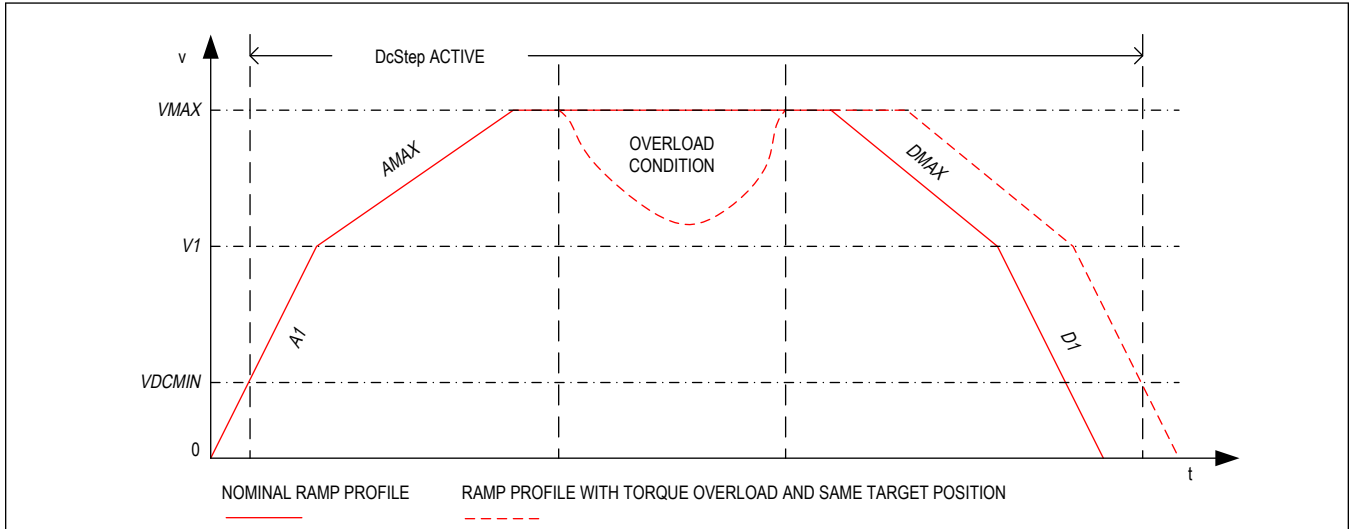 v
DcStep ACTIVE
VMAX
AMAX
OVERLOAD
CONDITION
DMAX
V1
A1
D1
VDCMIN
0
t
NOMINAL RAMP PROFILE
RAMP PROFILE WITH TORQUE OVERLOAD AND SAME TARGET POSITION